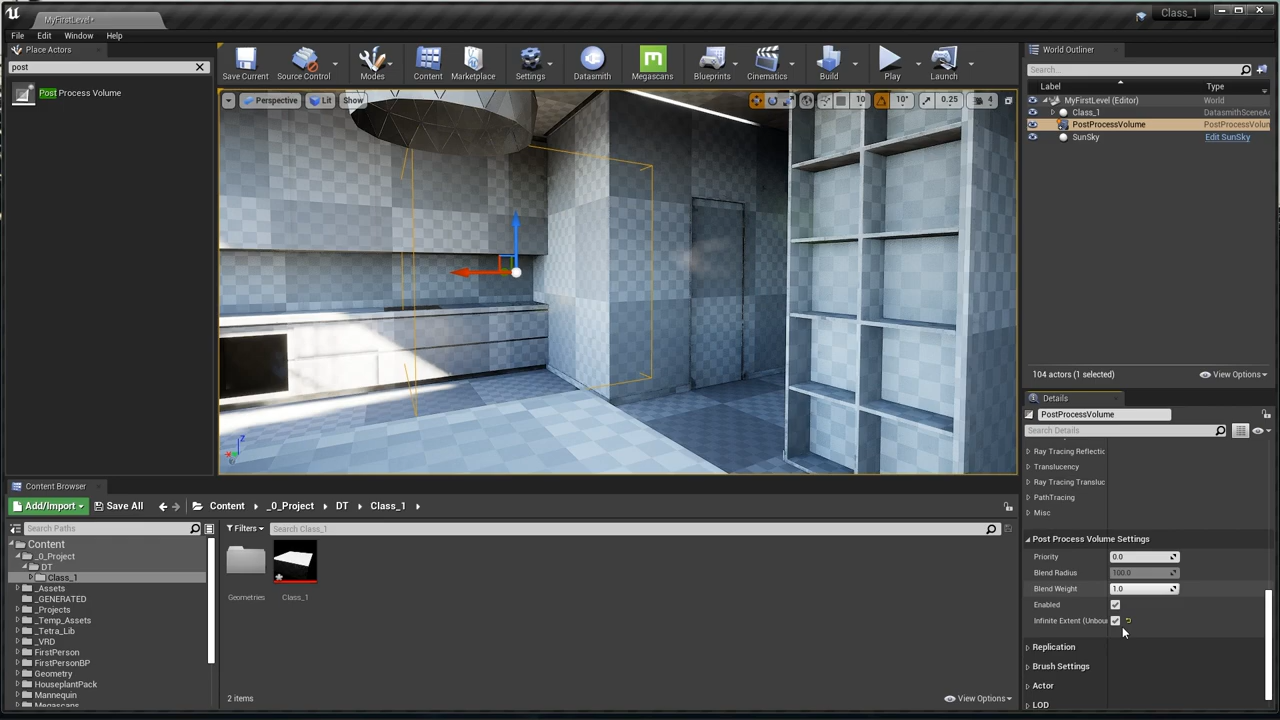 MyFirstLevel•
Class_1
File Edit Window Help
Place Actors
post
Post Process Volume
Save Current
Source Control
Modes
Content
Marketplace
Settings
Datasmith
Megascans
Blueprints
Cinematics
Build
Play
Launch
Perspective
Lit
Show
10
10°
0.25
4
World Outliner
Search...
Label Type
MyFirstLevel (Editor) World
Class_1 DatasmithSceneAc
PostProcessVolume PostProcessVolun
SunSky Edit SunSky
104 actors (1 selected)
View Options
Details
PostProcessVolume
Search Details
Ray Tracing Reflectic
Translucency
Ray Tracing Transluc
PathTracing
Misc
Post Process Volume Settings
Priority 0.0
Blend Radius 100.0
Blend Weight 1.0
Enabled
Infinite Extent (Unbou
Replication
Brush Settings
Actor
LOD
Content Browser
Add/Import
Save All
Content
_0_Project
DT
Class_1
Search Paths
Filters
Search Class_1
Content
_0_Project
DT
Class_1
_Assets
_GENERATED
_Projects
_Temp_Assets
_Tetra_Lib
_VRD
FirstPerson
FirstPersonBP
Geometry
HouseplantPack
Mannequin
Megascans
Geometries
Class_1
2 items
View Options